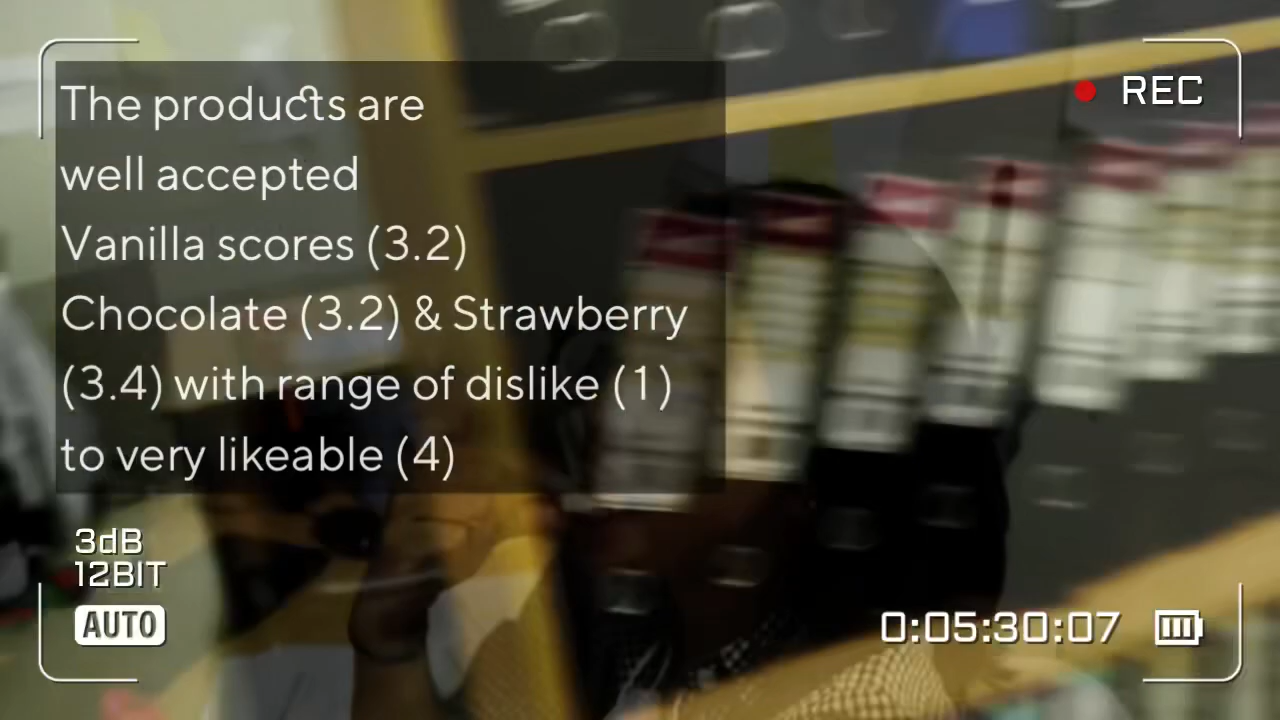 The products are
well accepted
Vanilla scores (3.2)
Chocolate (3.2) & Strawberry
(3.4) with range of dislike (1)
to very likeable (4)
REC
3dB
12BIT
AUTO
0:05:30:07